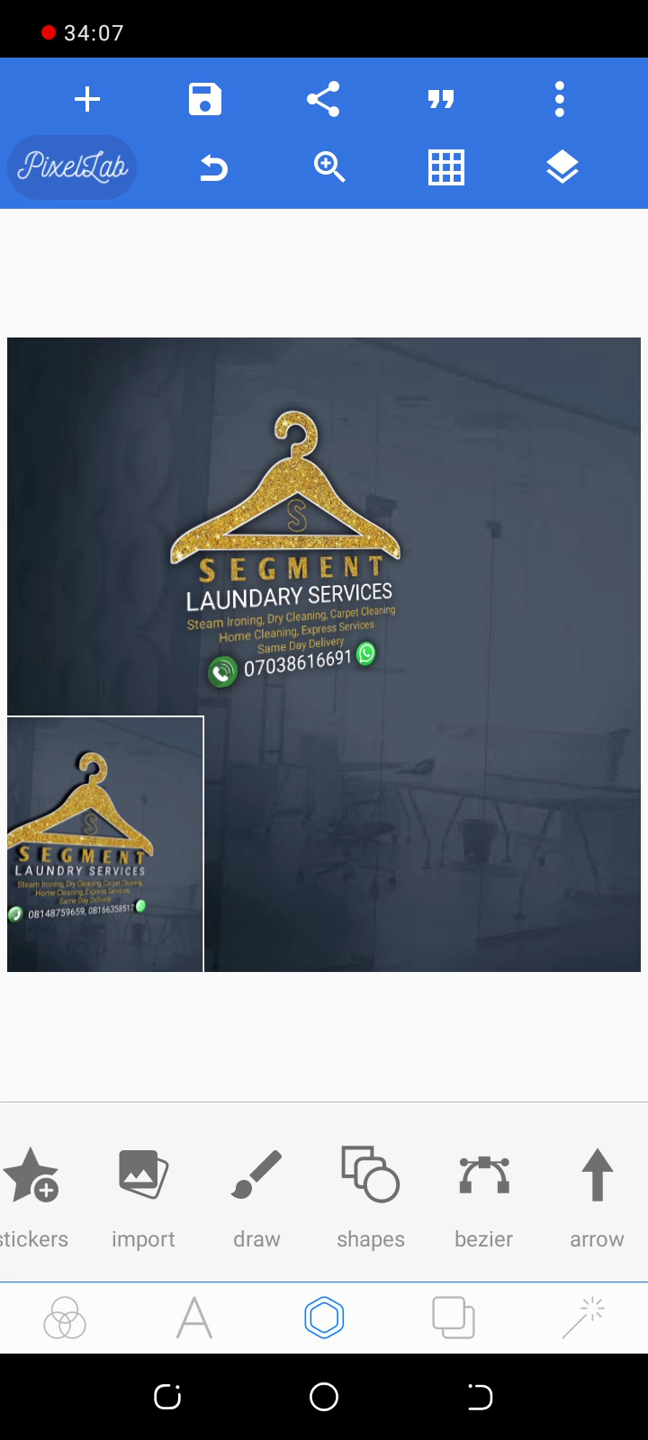 34:07
PixelLab
S
SEGMENT
LAUNDARY SERVICES
Steam Ironing, Dry Cleaning, Carpet Cleaning
Home Cleaning, Express Services
Same Day Delivery
07038616691
S
SEGMENT
LAUNDRY SERVICES
Steam Ironing, Dry Cleaning, Carpet Cleaning,
Home Cleaning, Express Services,
Same Day Delivery
08148759659, 08166358517
stickers
import
draw
shapes
bezier
arrow